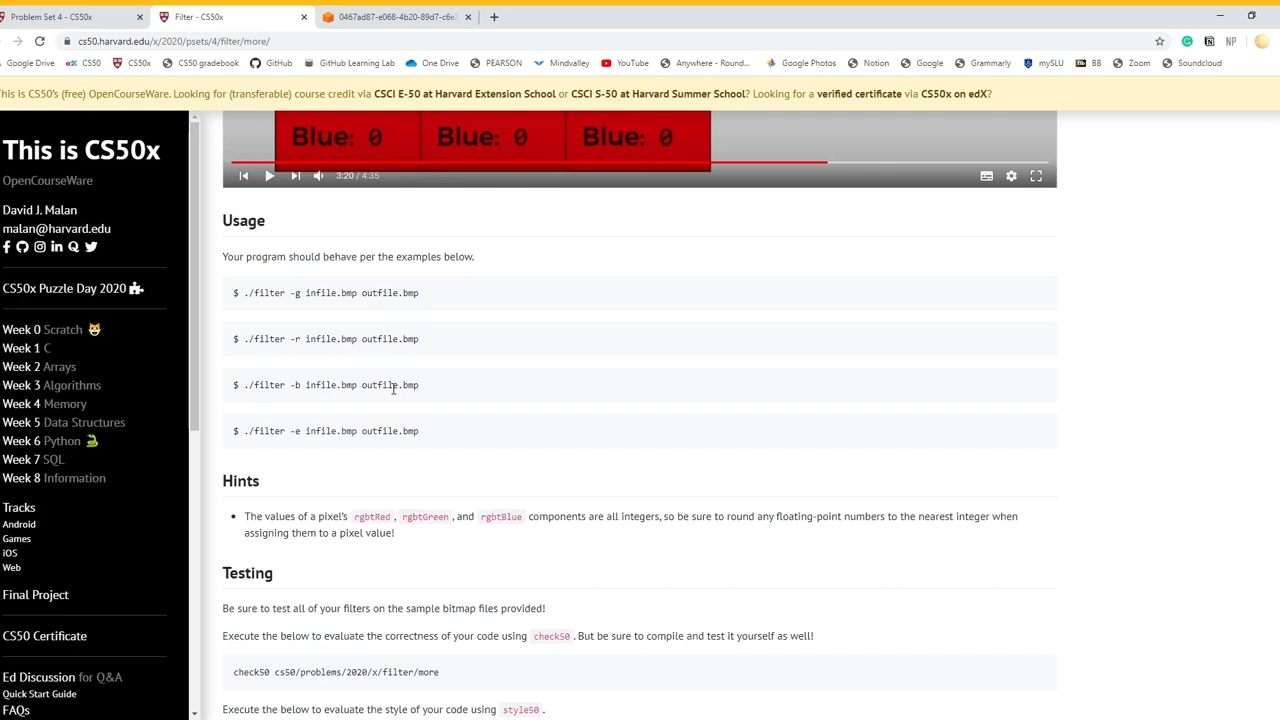 Problem Set 4 - CS50x
Filter - CS50x
0467ad87-e068-4b20-89d7-c6e2
cs50.harvard.edu/x/2020/psets/4/filter/more/
NP
Google Drive
CS50
CS50x
CS50 gradebook
GitHub
GitHub Learning Lab
One Drive
PEARSON
Mindvalley
YouTube
Anywhere - Round...
Google Photos
Notion
Google
Grammarly
mySLU
BB
Zoom
Soundcloud
his is CS50's (free) OpenCourseWare. Looking for (transferable) course credit via CSCI E-50 at Harvard Extension School or CSCI S-50 at Harvard Summer School? Looking for a verified certificate via CS50x on edX?
This is CS50x
OpenCourseWare
David J. Malan
malan@harvard.edu
CS50x Puzzle Day 2020
Week 0 Scratch
Week 1 C
Week 2 Arrays
Week 3 Algorithms
Week 4 Memory
Week 5 Data Structures
Week 6 Python
Week 7 SQL
Week 8 Information
Tracks
Android
Games
iOS
Web
Final Project
CS50 Certificate
Ed Discussion for Q&A
Quick Start Guide
FAQs
Blue: 0 Blue: 0 Blue: 0
3:20 / 4:35
Usage
Your program should behave per the examples below.
$ ./filter -g infile.bmp outfile.bmp
$ ./filter -r infile.bmp outfile.bmp
$ ./filter -b infile.bmp outfile.bmp
$ ./filter -e infile.bmp outfile.bmp
Hints
• The values of a pixel's rgbtRed, rgbtGreen, and rgbtBlue components are all integers, so be sure to round any floating-point numbers to the nearest integer when
assigning them to a pixel value!
Testing
Be sure to test all of your filters on the sample bitmap files provided!
Execute the below to evaluate the correctness of your code using check50. But be sure to compile and test it yourself as well!
check50 cs50/problems/2020/x/filter/more
Execute the below to evaluate the style of your code using style50.